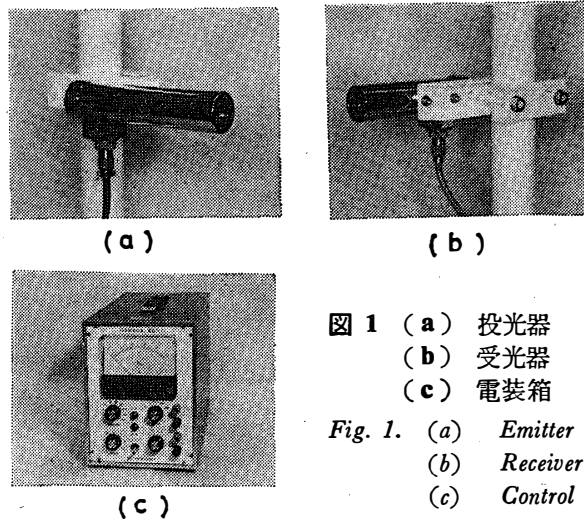 (a)
(b)
(c)
図 1 (a) 投光器
(b) 受光器
(c) 電装箱
Fig. 1. (a) Emitter
(b) Receiver
(c) Control